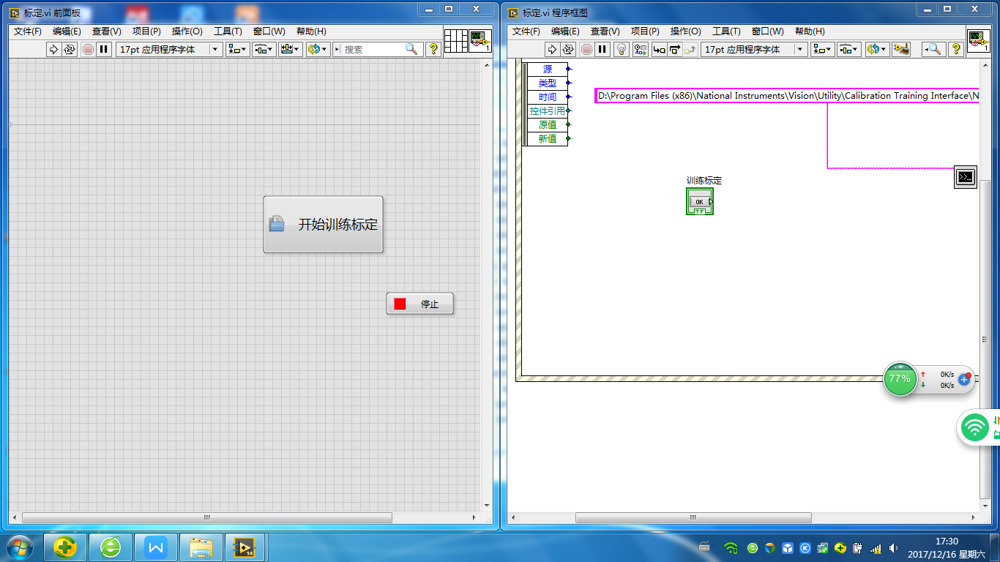 标定.vi 前面板
文件(F) 编辑(E) 查看(V) 项目(P) 操作(O) 工具(T) 窗口(W) 帮助(H)
17pt 应用程序字体
搜索
1
开始训练标定
停止
标定.vi 程序框图
文件(F) 编辑(E) 查看(V) 项目(P) 操作(O) 工具(T) 窗口(W) 帮助(H)
17pt 应用程序字体
1
源
类型
时间
控件引用
原值
新值
D:\Program Files (x86)\National Instruments\Vision\Utility\Calibration Training Interface\N
训练标定
OK
TF
77%
0K/s
0K/s
14
17:30
2017/12/16 星期六